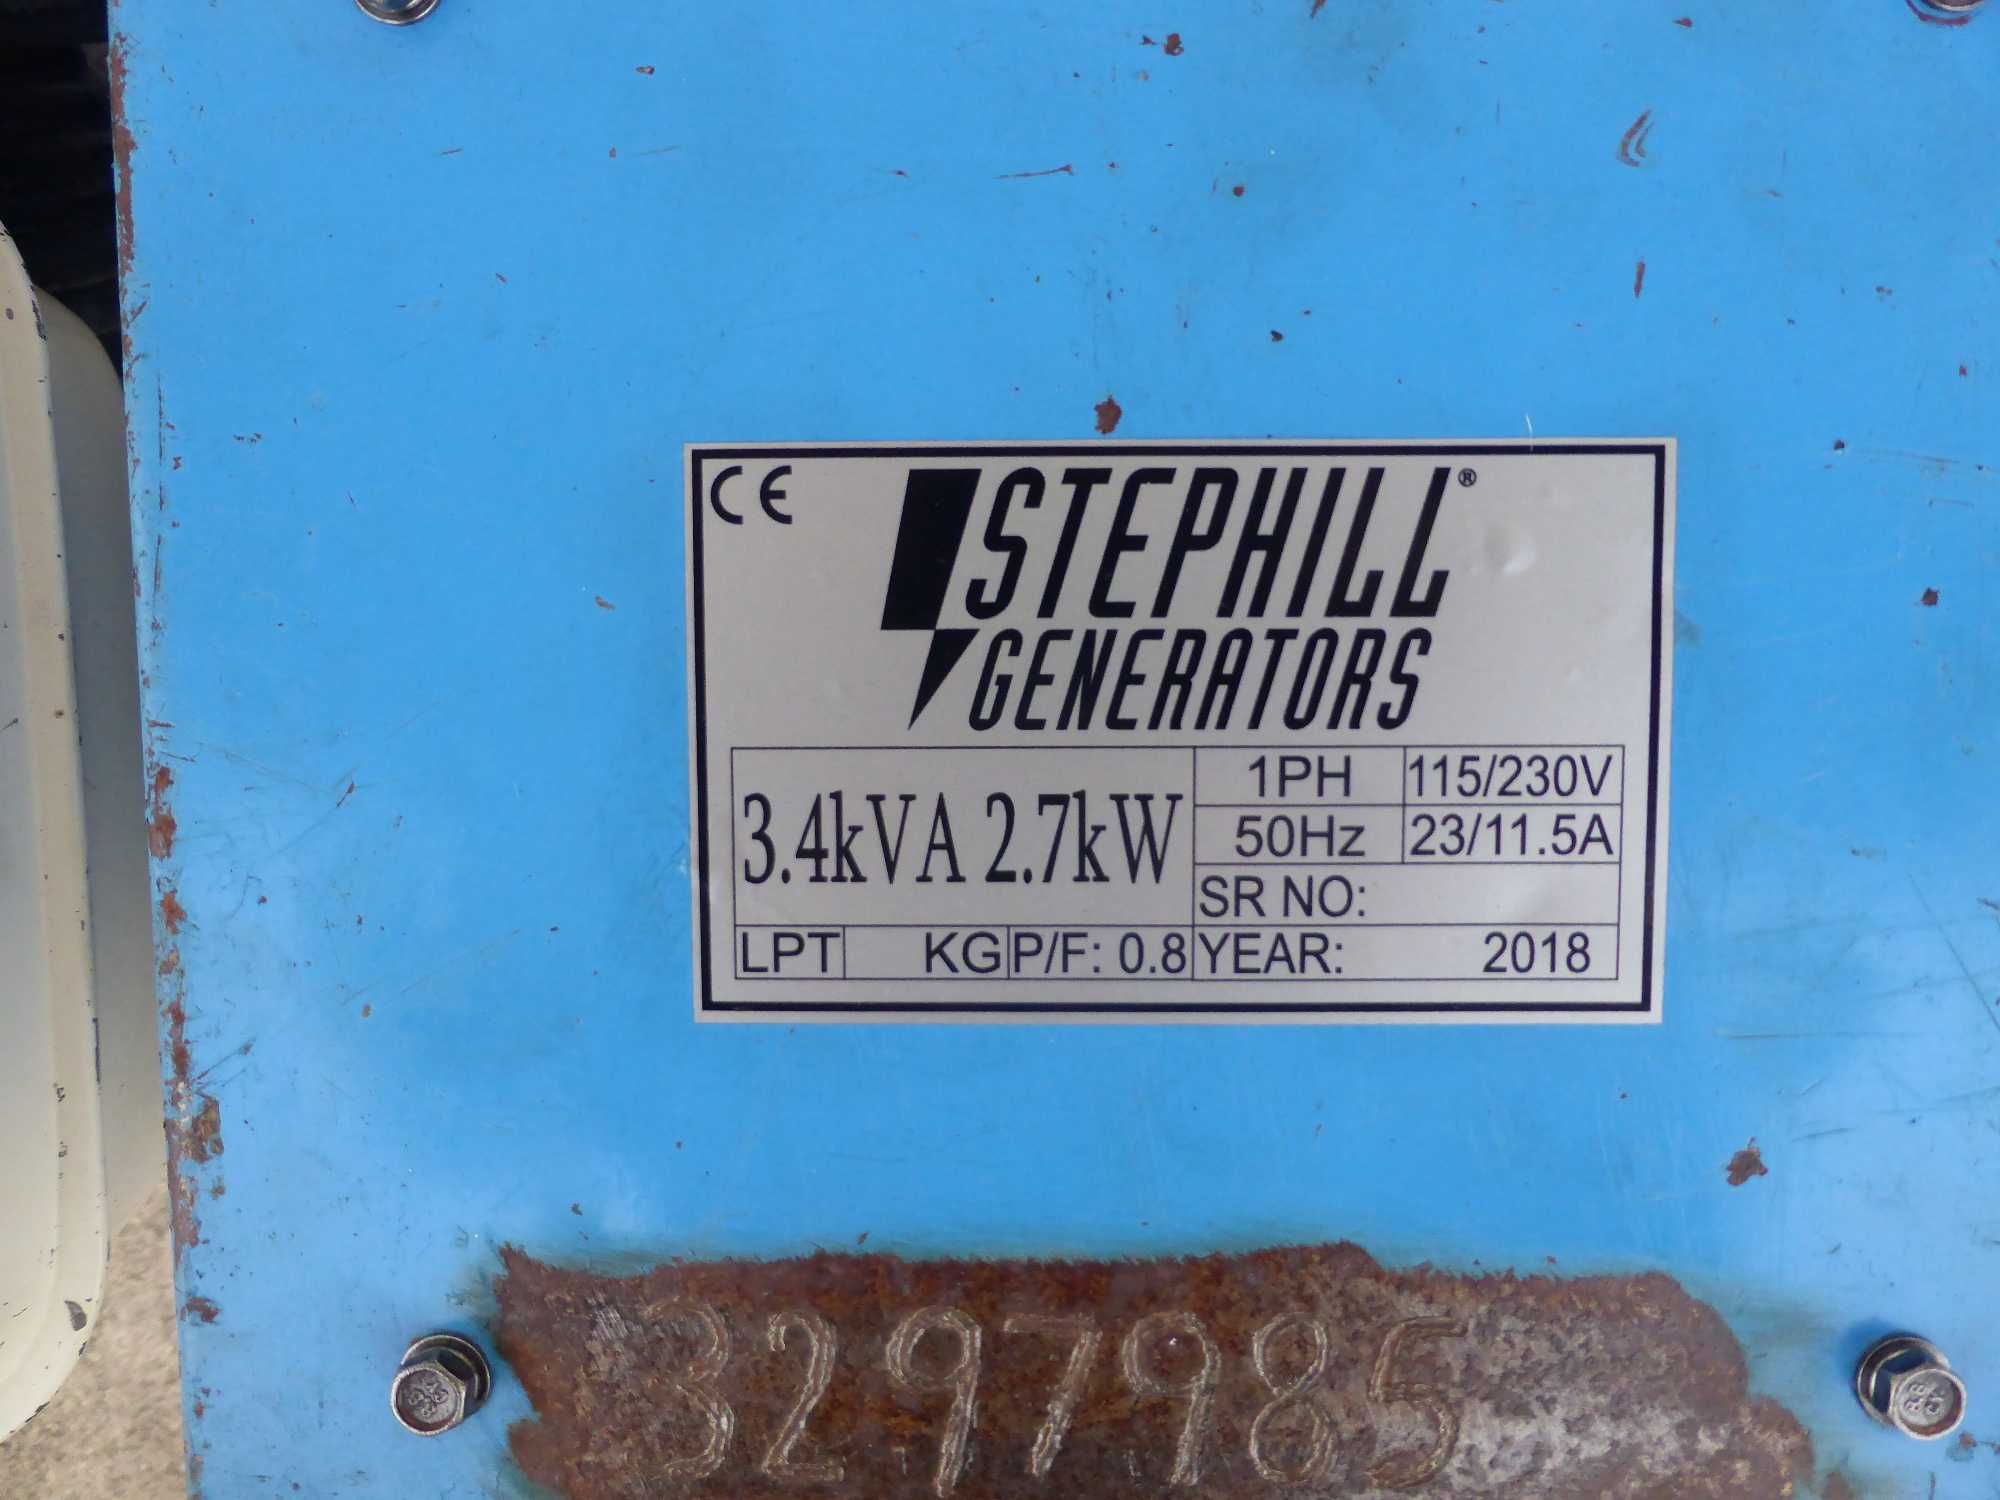 CE
STEPHILL®
GENERATORS
3.4kVA 2.7kW
1PH 115/230V
50Hz 23/11.5A
SR NO:
LPT KG P/F: 0.8 YEAR: 2018
3297985